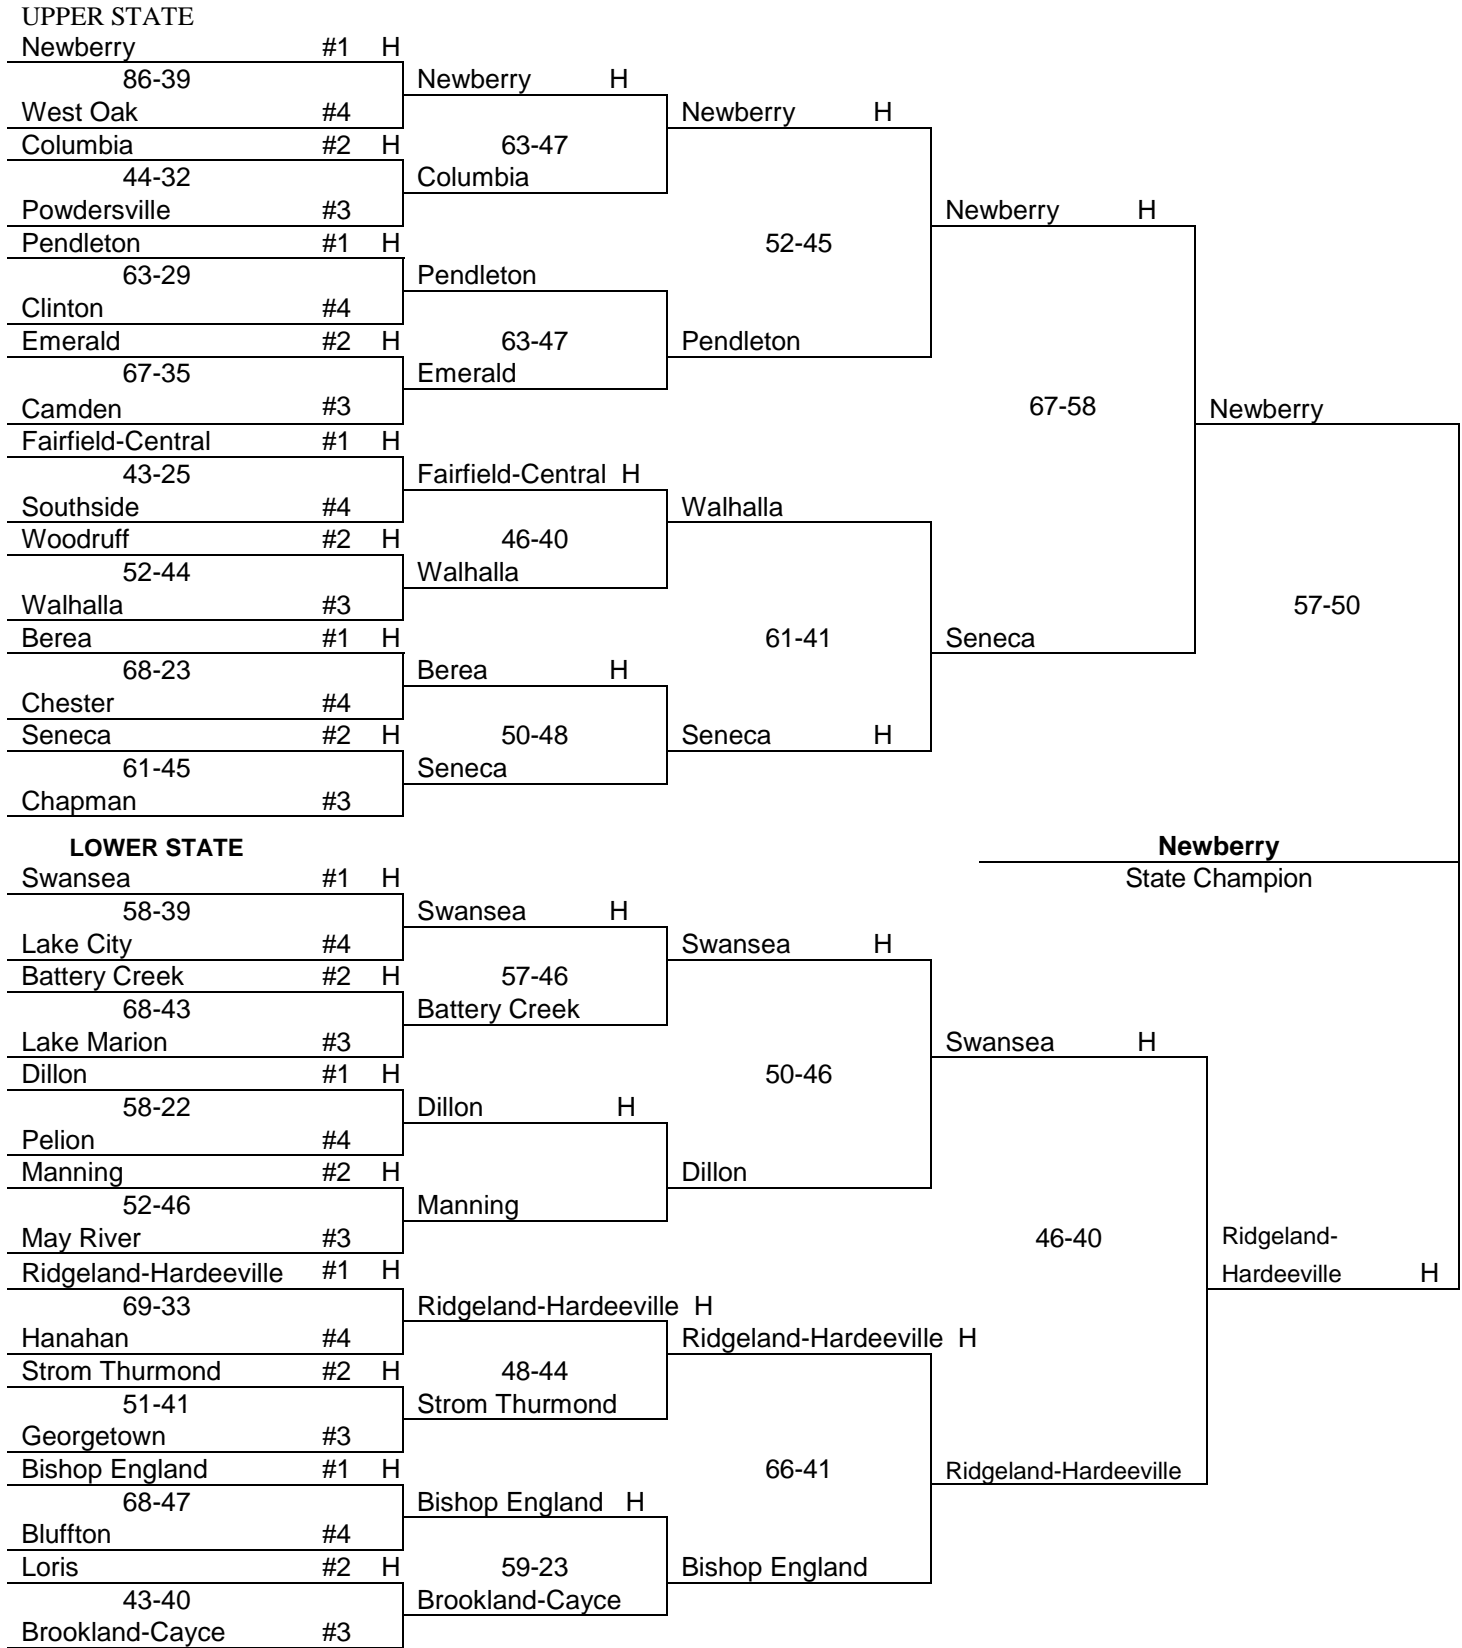 UPPER STATE
Newberry #1 H
86-39 Newberry H
West Oak #4 Newberry H
Columbia #2 H 63-47
44-32 Columbia
Powdersville #3 Newberry H
Pendleton #1 H 52-45
63-29 Pendleton
Clinton #4
Emerald #2 H 63-47 Pendleton
67-35 Emerald
Camden #3 67-58 Newberry
Fairfield-Central #1 H
43-25 Fairfield-Central H
Southside #4 Walhalla
Woodruff #2 H 46-40
52-44 Walhalla
Walhalla #3 57-50
Berea #1 H 61-41 Seneca
68-23 Berea H
Chester #4
Seneca #2 H 50-48 Seneca H
61-45 Seneca
Chapman #3
LOWER STATE Newberry
Swansea #1 H State Champion
58-39 Swansea H
Lake City #4 Swansea H
Battery Creek #2 H 57-46
68-43 Battery Creek
Lake Marion #3 Swansea H
Dillon #1 H 50-46
58-22 Dillon H
Pelion #4
Manning #2 H Dillon
52-46 Manning
May River #3 46-40 Ridgeland-
Ridgeland-Hardeeville #1 H Hardeeville H
69-33 Ridgeland-Hardeeville H
Hanahan #4 Ridgeland-Hardeeville H
Strom Thurmond #2 H 48-44
51-41 Strom Thurmond
Georgetown #3
Bishop England #1 H 66-41 Ridgeland-Hardeeville
68-47 Bishop England H
Bluffton #4
Loris #2 H 59-23 Bishop England
43-40 Brookland-Cayce
Brookland-Cayce #3